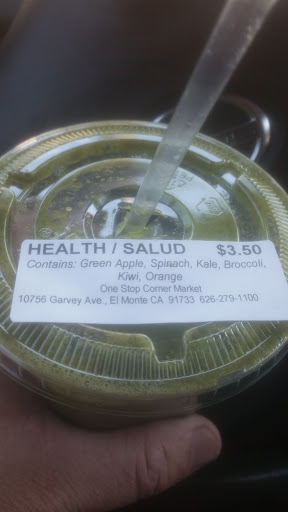 HEALTH / SALUD $3.50
Contains: Green Apple, Spinach, Kale, Broccoli,
Kiwi, Orange
One Stop Corner Market
10756 Garvey Ave., El Monte CA 91733 626-279-1100